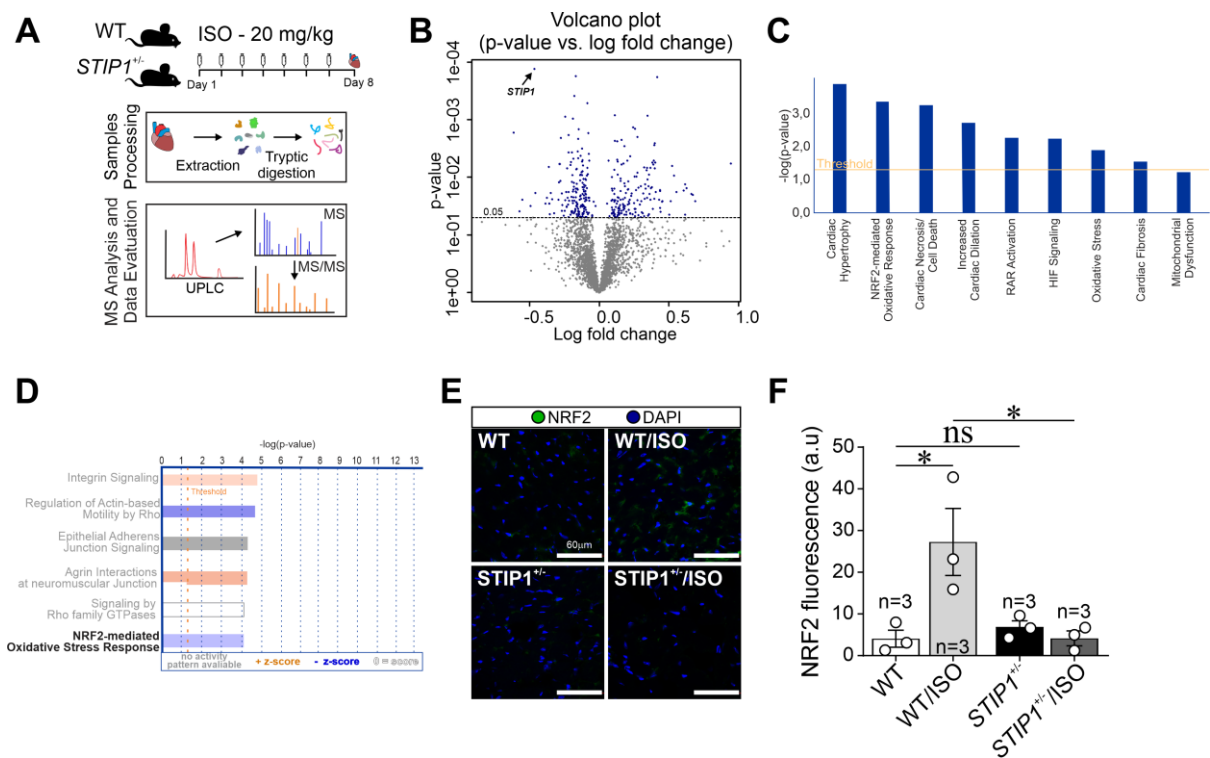 A
WT
ISO - 20 mg/kg
STIP1+/-
Day 1
Day 8
Samples
Processing
Extraction
Tryptic
digestion
MS Analysis and
Data Evaluation
UPLC
MS
MS/MS
B
Volcano plot
(p-value vs. log fold change)
p-value
1e-04
1e-03
1e-02
1e-01
1e+00
STIP1
0.05
-0.5
0.0
0.5
1.0
Log fold change
C
-log(p-value)
3,0
2,0
1,0
0,0
Threshold
Cardiac
Hypertrophy
NRF2-mediated
Oxidative Response
Cardiac Necrosis/
Cell Death
Increased
Cardiac Dilation
RAR Activation
HIF Signaling
Oxidative Stress
Cardiac Fibrosis
Mitochondrial
Dysfunction
D
-log(p-value)
0 1 2 3 4 5 6 7 8 9 10 11 12 13
Integrin Signaling
Threshold
Regulation of Actin-based
Motility by Rho
Epithelial Adherens
Junction Signaling
Agrin Interactions
at neuromuscular Junction
Signaling by
Rho family GTPases
NRF2-mediated
Oxidative Stress Response
no activity
pattern available
+ z-score
- z-score
0 = score
E
NRF2 DAPI
WT
WT/ISO
60µm
STIP1+/-
STIP1+/-/ISO
F
NRF2 fluorescence (a.u)
50
40
30
20
10
0
*
ns
*
n=3
n=3
n=3
n=3
WT
WT/ISO
STIP1+/-
STIP1+/-/ISO